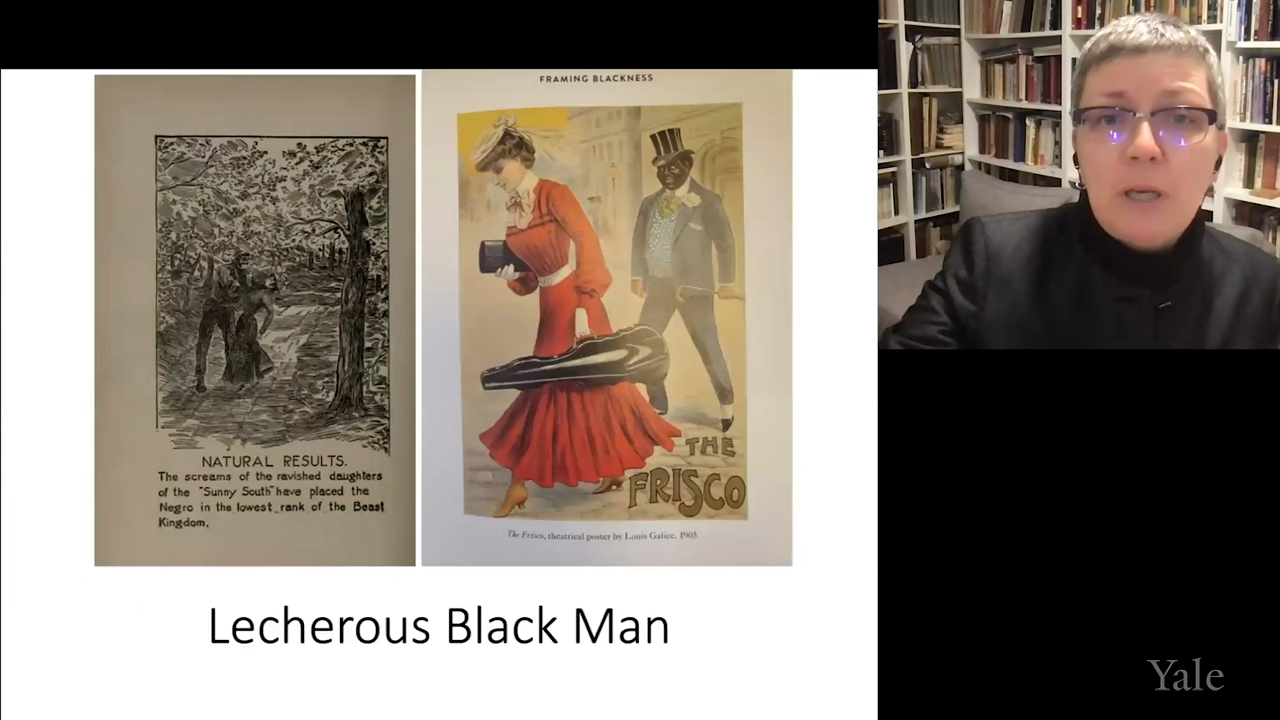 NATURAL RESULTS.
The screams of the ravished daughters
of the "Sunny South" have placed the
Negro in the lowest rank of the Beast
Kingdom.
FRAMING BLACKNESS
THE
FRISCO
The Frisco, theatrical poster by Louis Galice, 1905
Lecherous Black Man
Yale